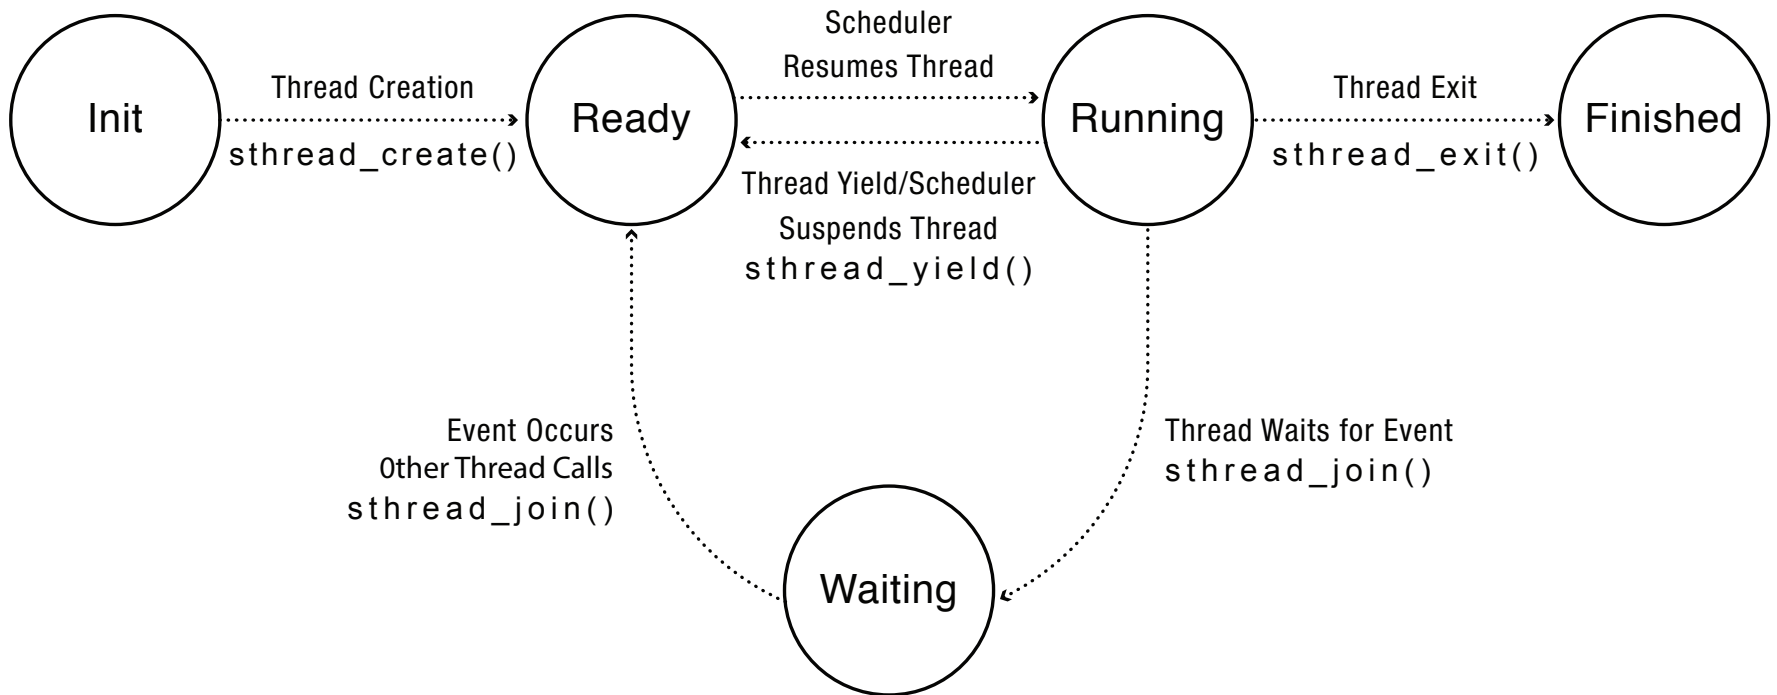 Init
Thread Creation
sthread_create()
Ready
Scheduler
Resumes Thread
Thread Yield/Scheduler
Suspends Thread
sthread_yield()
Running
Thread Exit
sthread_exit()
Finished
Event Occurs
0ther Thread Calls
sthread_join()
Thread Waits for Event
sthread_join()
Waiting